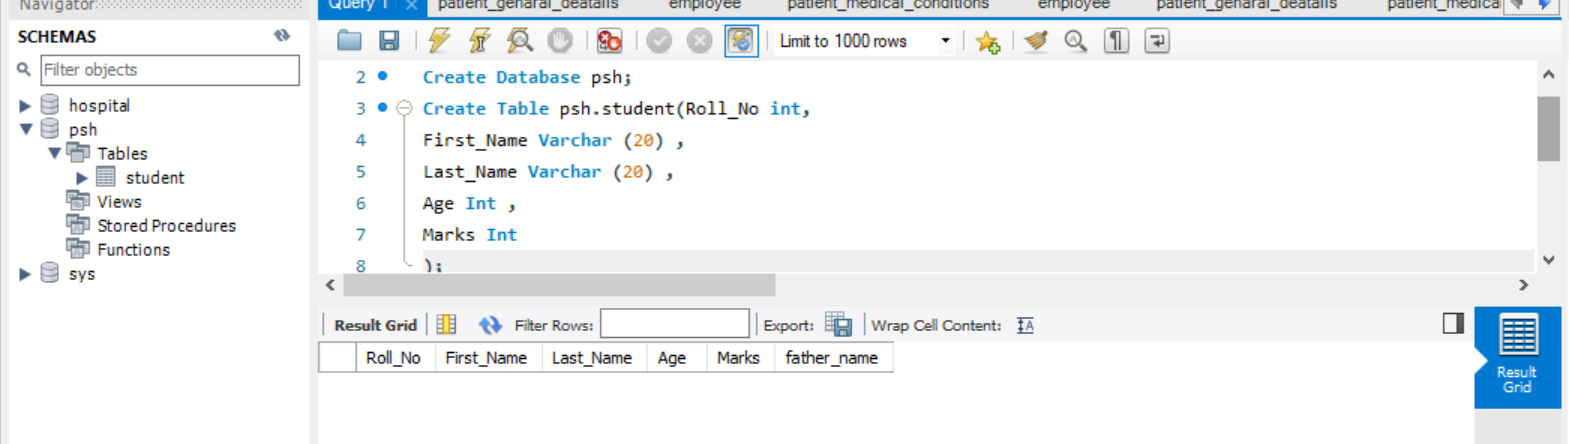 Navigator
Query 1 patient_genaral_deatails employee patient_medical_conditions employee patient_genaral_deatails patient_medical
SCHEMAS
Limit to 1000 rows
Filter objects
hospital
psh
Tables
student
Views
Stored Procedures
Functions
sys
2 Create Database psh;
3 Create Table psh.student(Roll_No int,
4 First_Name Varchar (20) ,
5 Last_Name Varchar (20) ,
6 Age Int ,
7 Marks Int
8 );
Result Grid Filter Rows: Export: Wrap Cell Content: IA
Roll_No First_Name Last_Name Age Marks father_name
Result
Grid